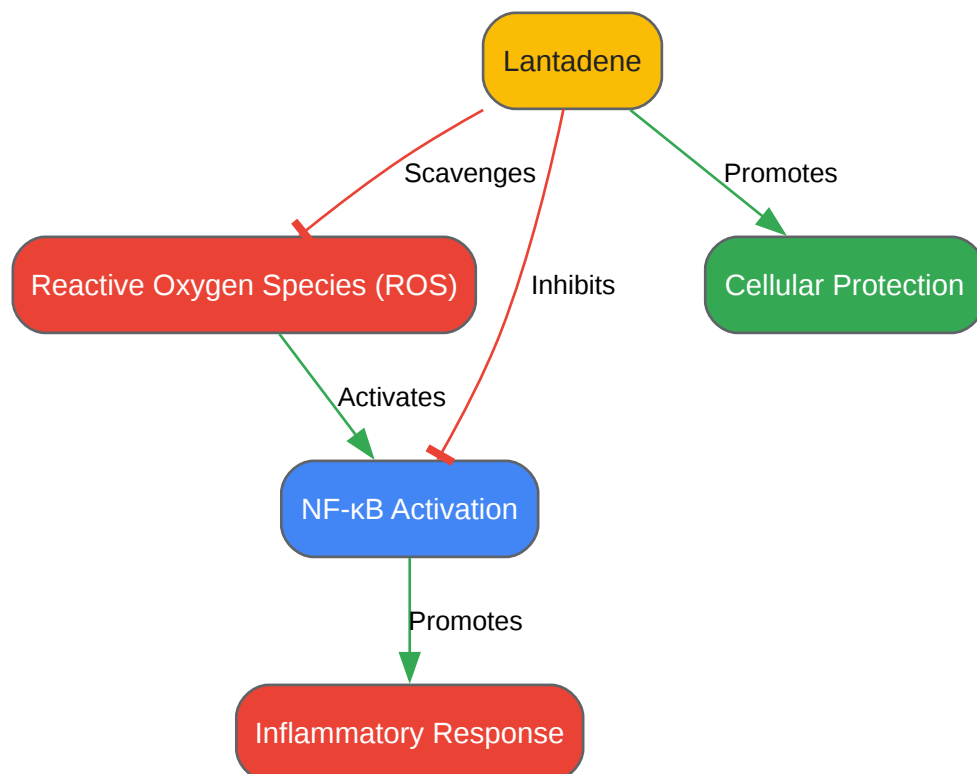 Lantadene
Scavenges
Promotes
Reactive Oxygen Species (ROS)
Inhibits
Cellular Protection
Activates
NF-κB Activation
Promotes
Inflammatory Response